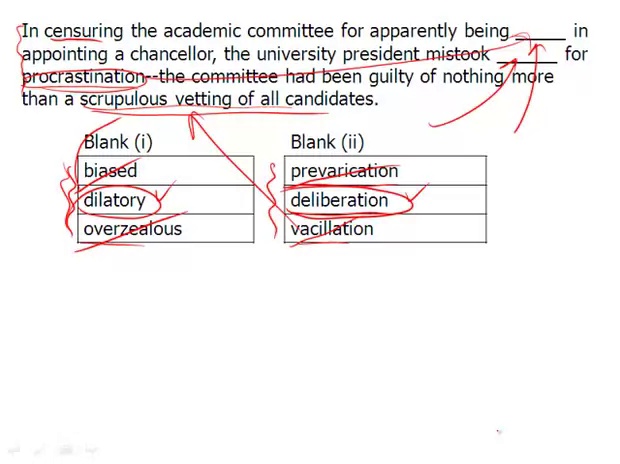 In censuring the academic committee for apparently being _____ in
appointing a chancellor, the university president mistook ______ for
procrastination--the committee had been guilty of nothing more
than a scrupulous vetting of all candidates.
Blank (i) Blank (ii)
biased prevarication
dilatory deliberation
overzealous vacillation